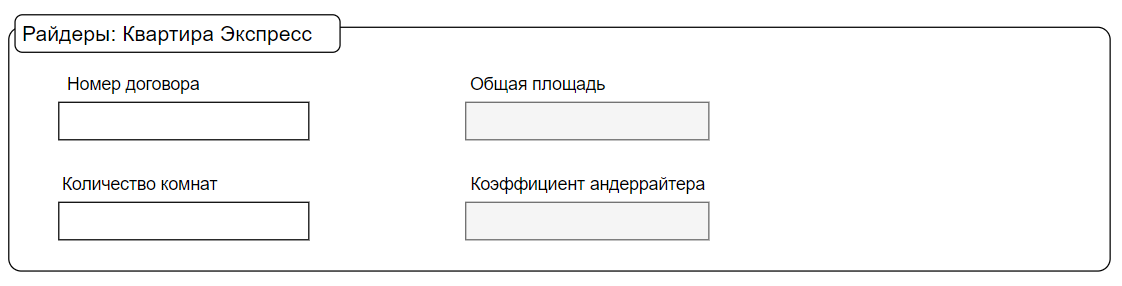 Райдеры: Квартира Экспресс
Номер договора
Общая площадь
Количество комнат
Коэффициент андеррайтера